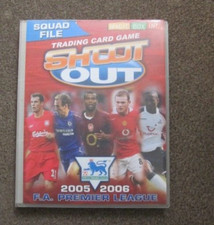 SQUAD
FILE
TRADING CARD GAME
SHOOT
OUT
2005 2006
F.A. PREMIER LEAGUE